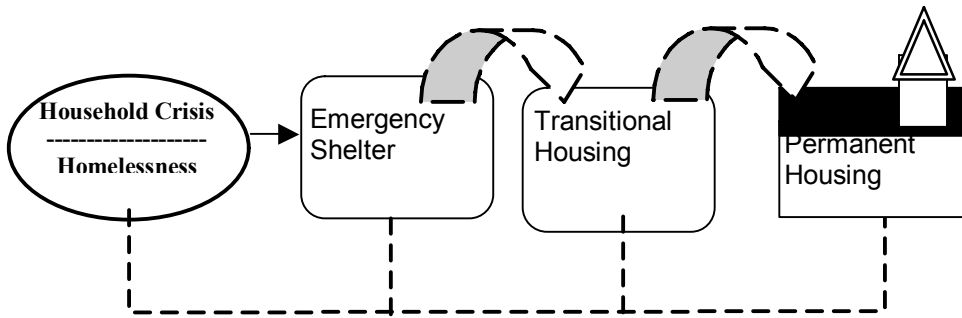 Household Crisis
--------------------
Homelessness
Emergency
Shelter
Transitional
Housing
Permanent
Housing